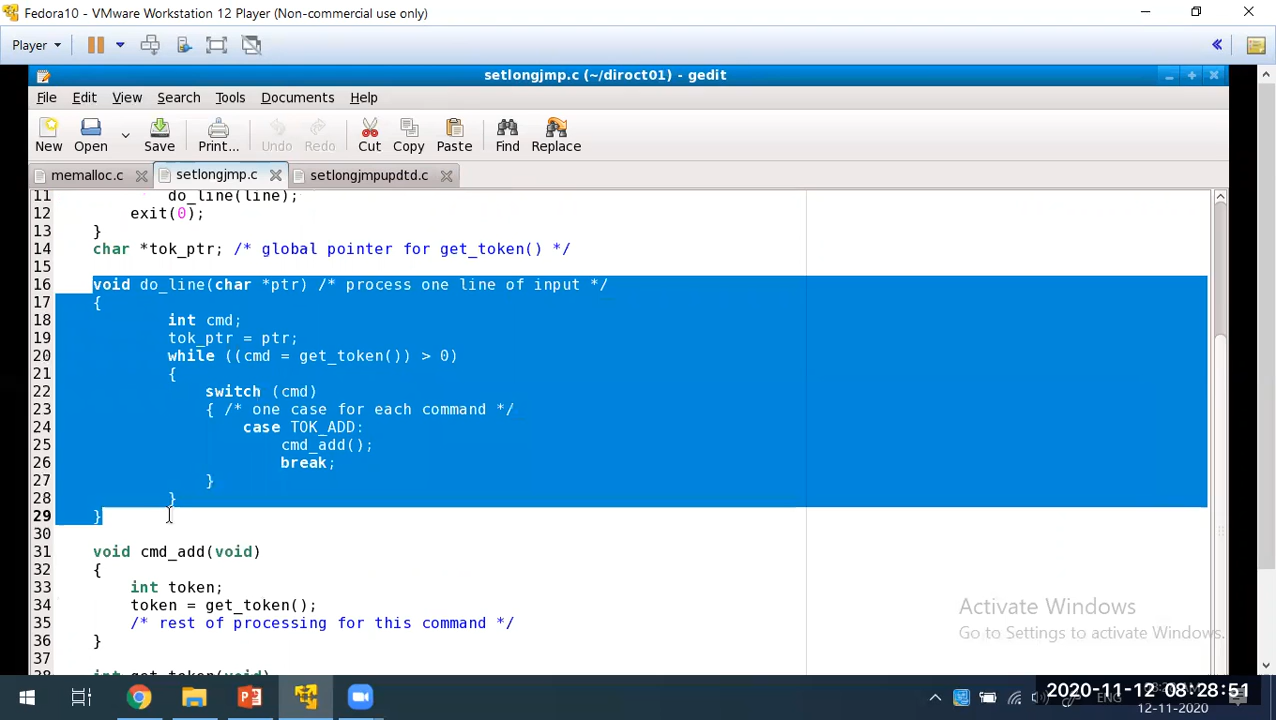 Fedora10 - VMware Workstation 12 Player (Non-commercial use only)
Player
setlongjmp.c (~/diroct01) - gedit
File Edit View Search Tools Documents Help
New Open Save Print... Undo Redo Cut Copy Paste Find Replace
memalloc.c setlongjmp.c setlongjmpupdtd.c
11 do_line(line);
12 exit(0);
13 }
14 char *tok_ptr; /* global pointer for get_token() */
15
16 void do_line(char *ptr) /* process one line of input */
17 {
18 int cmd;
19 tok_ptr = ptr;
20 while ((cmd = get_token()) > 0)
21 {
22 switch (cmd)
23 { /* one case for each command */
24 case TOK_ADD:
25 cmd_add();
26 break;
27 }
28 }
29 }
30
31 void cmd_add(void)
32 {
33 int token;
34 token = get_token();
35 /* rest of processing for this command */
36 }
37
38 int get_token(void)
Activate Windows
Go to Settings to activate Windows.
ENG
2020-11-12 08:28:51
12-11-2020